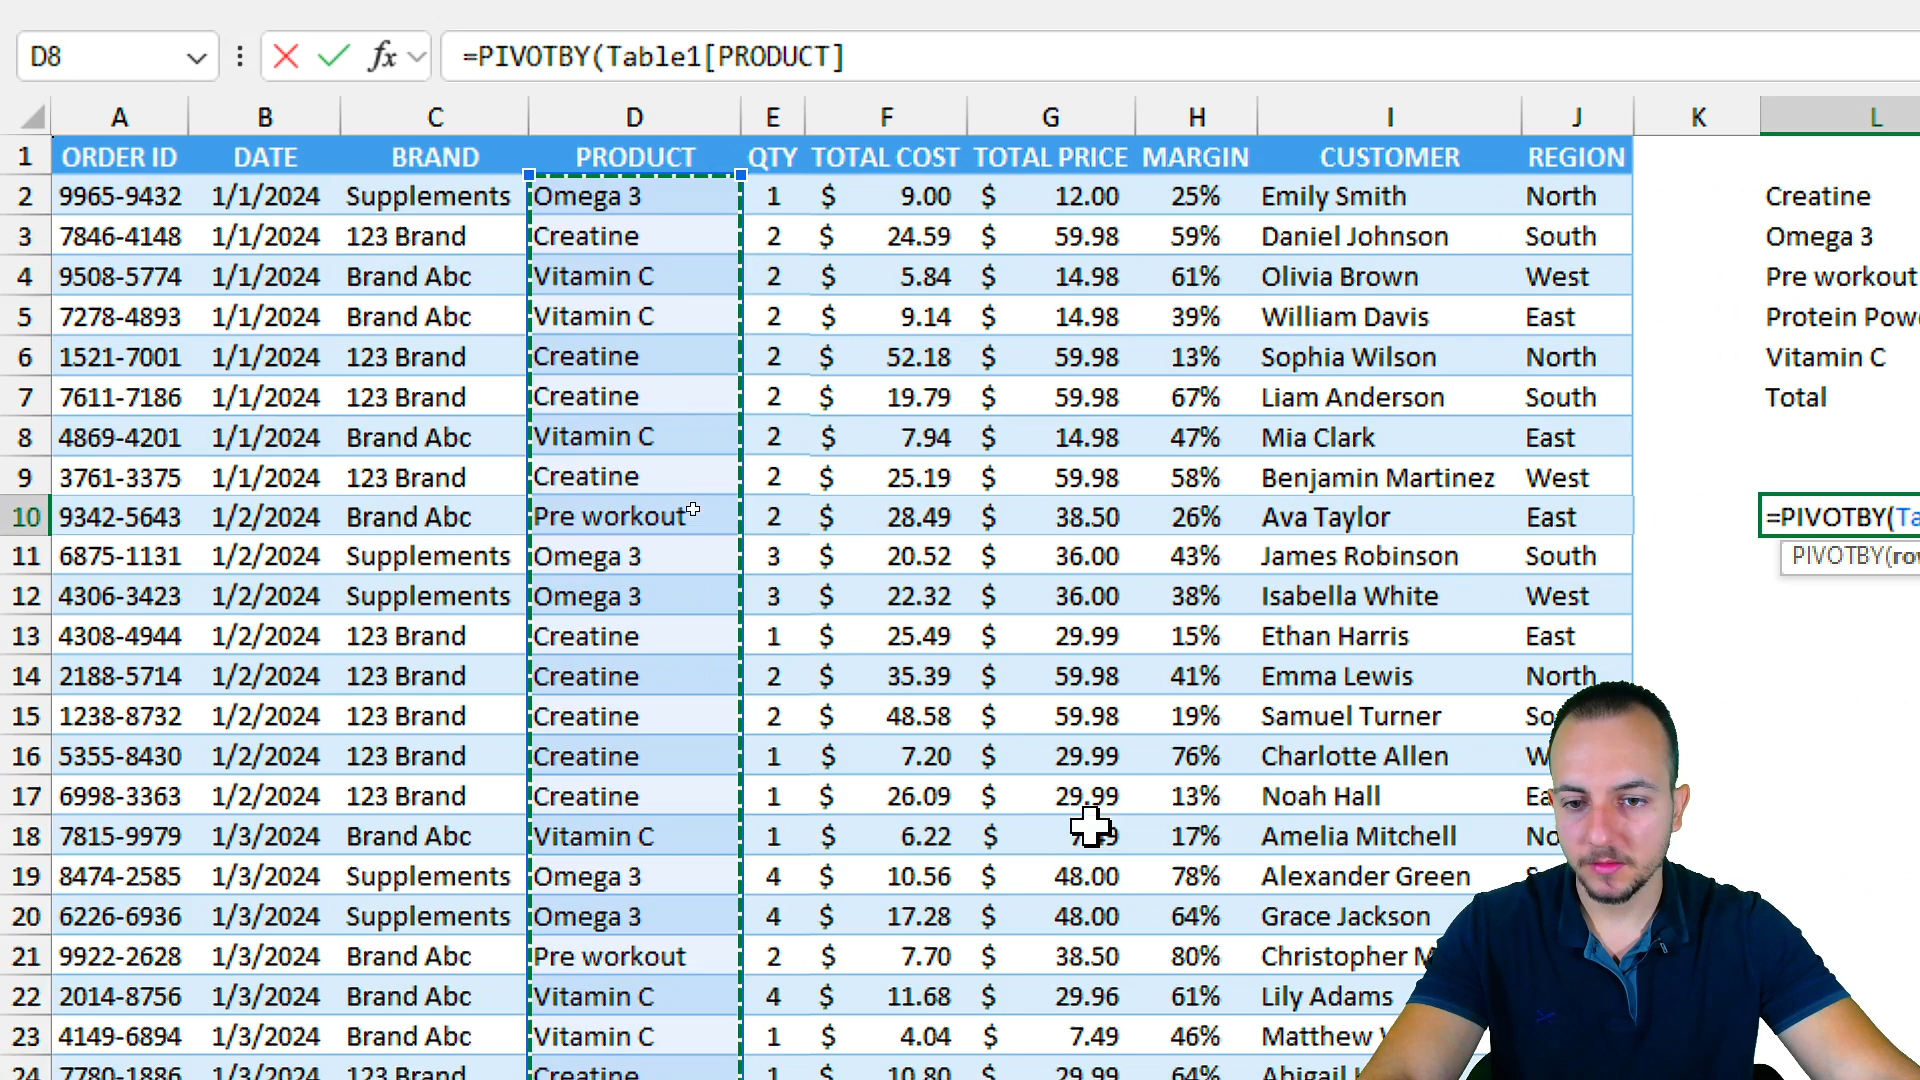 D8 fx =PIVOTBY(Table1[PRODUCT]
A B C D E F G H I J K L
1 ORDER ID DATE BRAND PRODUCT QTY TOTAL COST TOTAL PRICE MARGIN CUSTOMER REGION
2 9965-9432 1/1/2024 Supplements Omega 3 1 $ 9.00 $ 12.00 25% Emily Smith North Creatine
3 7846-4148 1/1/2024 123 Brand Creatine 2 $ 24.59 $ 59.98 59% Daniel Johnson South Omega 3
4 9508-5774 1/1/2024 Brand Abc Vitamin C 2 $ 5.84 $ 14.98 61% Olivia Brown West Pre workout
5 7278-4893 1/1/2024 Brand Abc Vitamin C 2 $ 9.14 $ 14.98 39% William Davis East Protein Pow
6 1521-7001 1/1/2024 123 Brand Creatine 2 $ 52.18 $ 59.98 13% Sophia Wilson North Vitamin C
7 7611-7186 1/1/2024 123 Brand Creatine 2 $ 19.79 $ 59.98 67% Liam Anderson South Total
8 4869-4201 1/1/2024 Brand Abc Vitamin C 2 $ 7.94 $ 14.98 47% Mia Clark East
9 3761-3375 1/1/2024 123 Brand Creatine 2 $ 25.19 $ 59.98 58% Benjamin Martinez West
10 9342-5643 1/2/2024 Brand Abc Pre workout 2 $ 28.49 $ 38.50 26% Ava Taylor East =PIVOTBY(Ta
11 6875-1131 1/2/2024 Supplements Omega 3 3 $ 20.52 $ 36.00 43% James Robinson South PIVOTBY(row
12 4306-3423 1/2/2024 Supplements Omega 3 3 $ 22.32 $ 36.00 38% Isabella White West
13 4308-4944 1/2/2024 123 Brand Creatine 1 $ 25.49 $ 29.99 15% Ethan Harris East
14 2188-5714 1/2/2024 123 Brand Creatine 2 $ 35.39 $ 59.98 41% Emma Lewis North
15 1238-8732 1/2/2024 123 Brand Creatine 2 $ 48.58 $ 59.98 19% Samuel Turner So
16 5355-8430 1/2/2024 123 Brand Creatine 1 $ 7.20 $ 29.99 76% Charlotte Allen W
17 6998-3363 1/2/2024 123 Brand Creatine 1 $ 26.09 $ 29.99 13% Noah Hall Ea
18 7815-9979 1/2/2024 Brand Abc Vitamin C 1 $ 6.22 $ 17% Amelia Mitchell No
19 8474-2585 1/3/2024 Supplements Omega 3 4 $ 10.56 $ 48.00 78% Alexander Green
20 6226-6936 1/3/2024 Supplements Omega 3 4 $ 17.28 $ 48.00 64% Grace Jackson
21 9922-2628 1/3/2024 Brand Abc Pre workout 2 $ 7.70 $ 38.50 80% Christopher
22 2014-8756 1/3/2024 Brand Abc Vitamin C 4 $ 11.68 $ 29.96 61% Lily Adams
23 4149-6894 1/3/2024 Brand Abc Vitamin C 1 $ 4.04 $ 7.49 46% Matthew
24 7780-1886 1/3/2024 123 Brand Creatine 1 $ 10.80 $ 29.99 64% Abigail